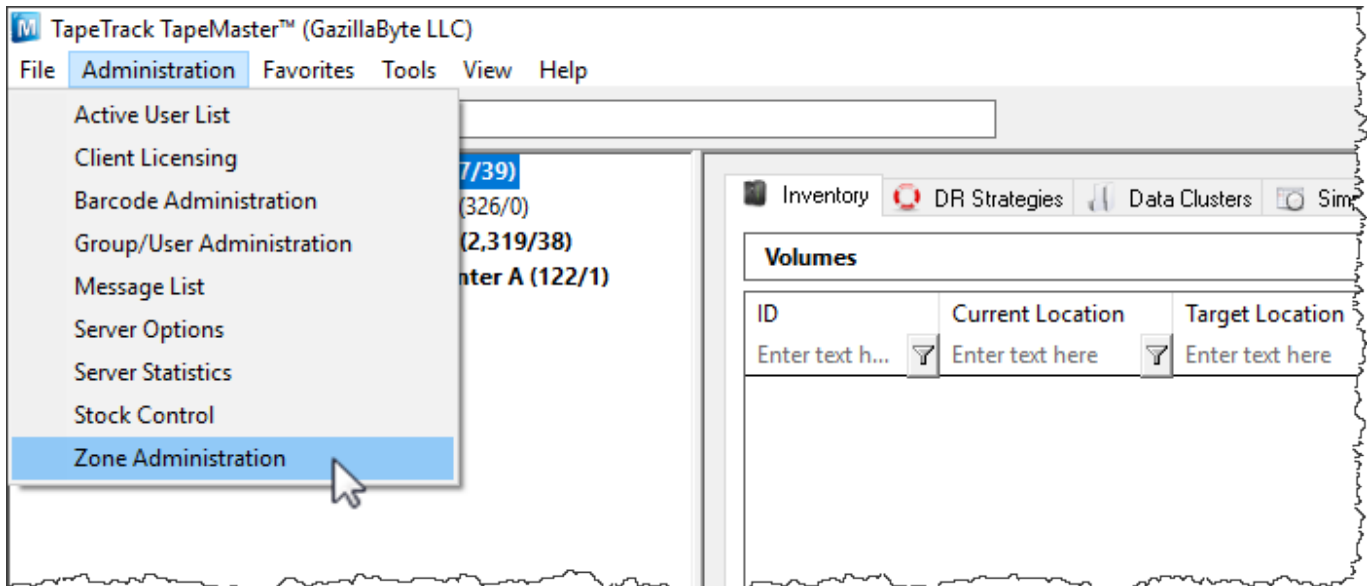 TapeTrack TapeMaster™ (GazillaByte LLC)
File Administration Favorites Tools View Help
Active User List
Client Licensing
Barcode Administration
Group/User Administration
Message List
Server Options
Server Statistics
Stock Control
Zone Administration
7/39)
(326/0)
(2,319/38)
nter A (122/1)
Inventory DR Strategies Data Clusters Sim
Volumes
ID Current Location Target Location
Enter text h... Enter text here Enter text here